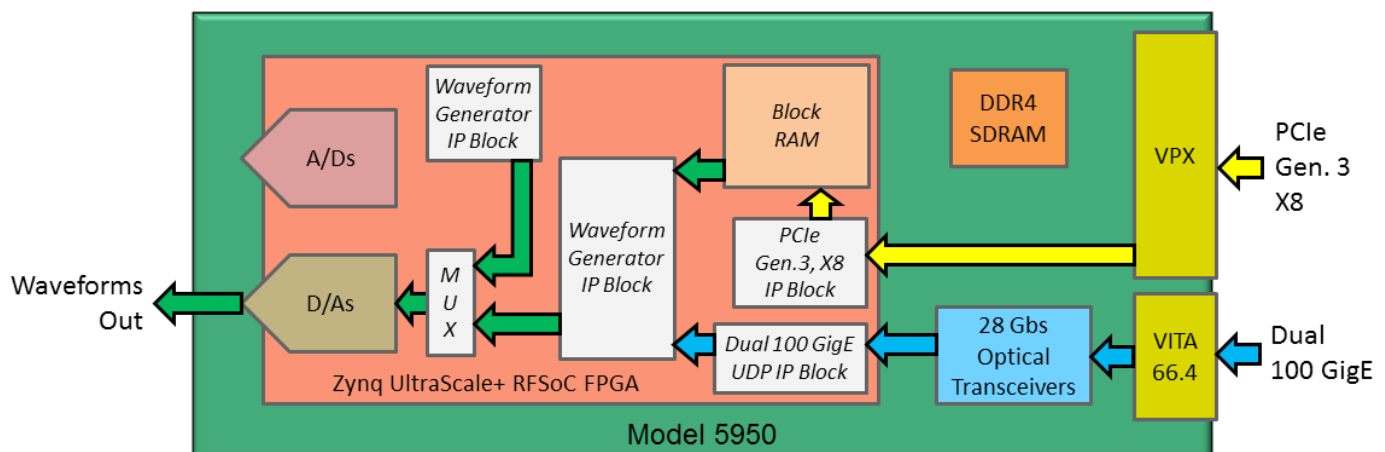 Waveform
Generator
IP Block
Block
RAM
DDR4
SDRAM
A/Ds
VPX
PCIe
Gen. 3
X8
Waveform
Generator
IP Block
PCIe
Gen.3, X8
IP Block
M
U
X
Waveforms
Out
D/As
28 Gbs
Optical
Transceivers
VITA
66.4
Dual
100 GigE
Dual 100 GigE
UDP IP Block
Zynq UltraScale+ RFSoC FPGA
Model 5950